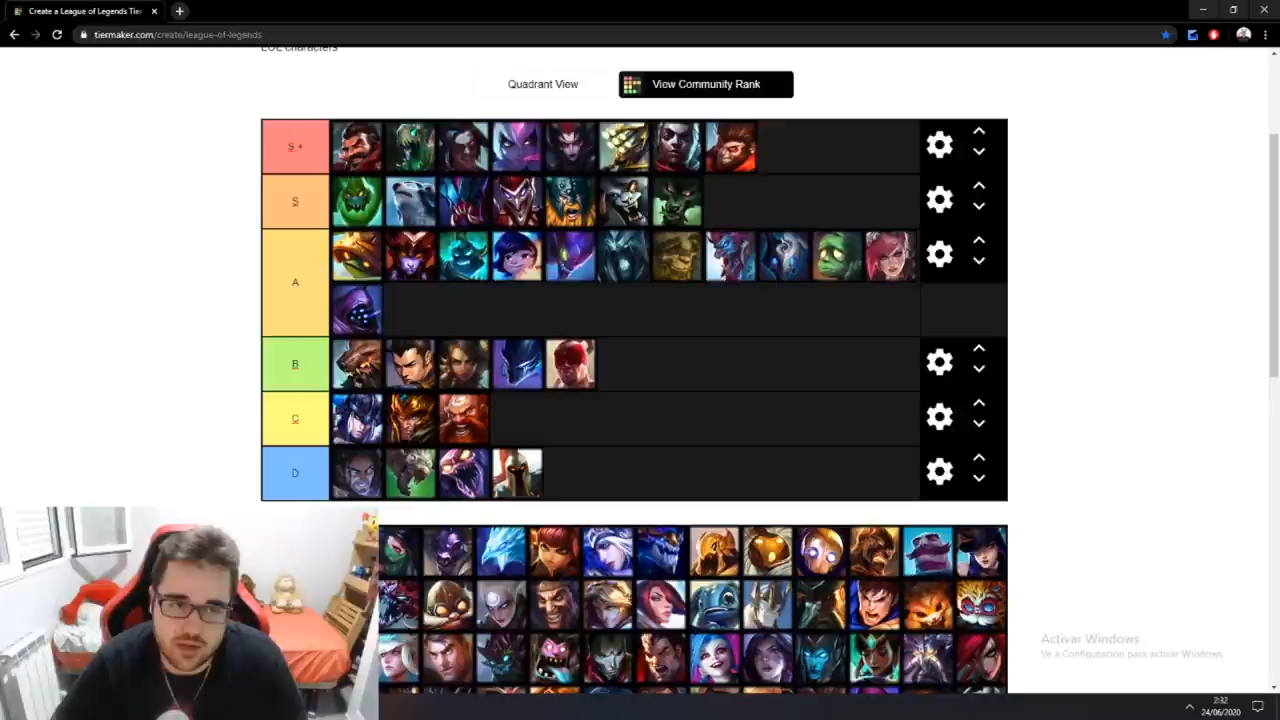 Create a League of Legends Tier
tiermaker.com/create/league-of-legends
LOL characters
Quadrant View
View Community Rank
S +
S
A
B
C
D
Activar Windows
Ve a Configuración para activar Windows.
2:32
24/06/2020